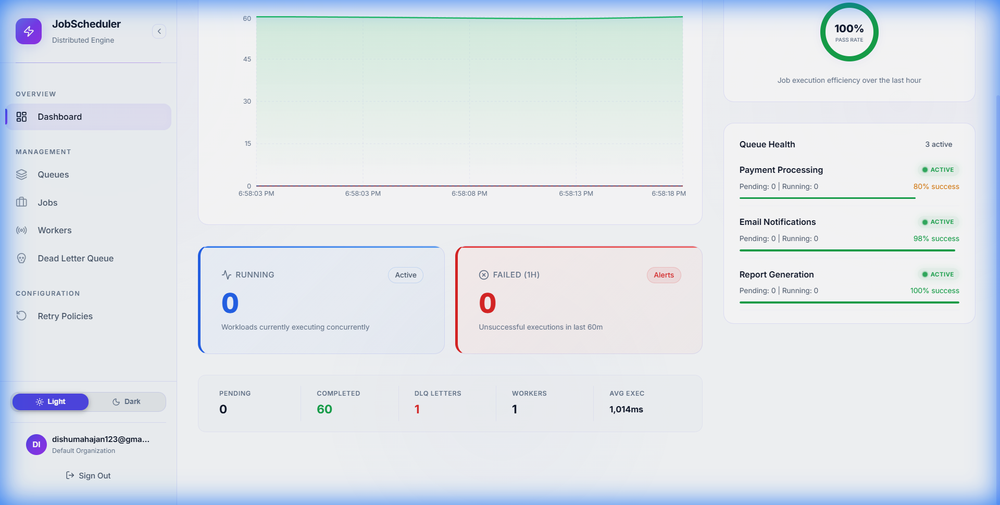 JobScheduler
Distributed Engine
OVERVIEW
Dashboard
MANAGEMENT
Queues
Jobs
Workers
Dead Letter Queue
CONFIGURATION
Retry Policies
Light
Dark
DI
dishumahajan123@gma...
Default Organization
Sign Out
60
45
30
15
0
6:58:03 PM
6:58:03 PM
6:58:08 PM
6:58:13 PM
6:58:18 PM
RUNNING
Active
0
Workloads currently executing concurrently
FAILED (1H)
Alerts
0
Unsuccessful executions in last 60m
PENDING
0
COMPLETED
60
DLQ LETTERS
1
WORKERS
1
AVG EXEC
1,014ms
100%
PASS RATE
Job execution efficiency over the last hour
Queue Health
3 active
Payment Processing
ACTIVE
Pending: 0 | Running: 0
80% success
Email Notifications
ACTIVE
Pending: 0 | Running: 0
98% success
Report Generation
ACTIVE
Pending: 0 | Running: 0
100% success